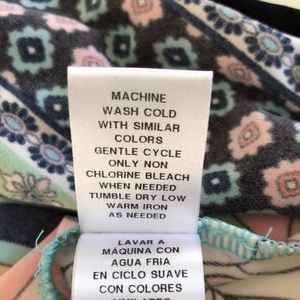 MACHINE
WASH COLD
WITH SIMILAR
COLORS
GENTLE CYCLE
ONLY NON
CHLORINE BLEACH
WHEN NEEDED
TUMBLE DRY LOW
WARM IRON
AS NEEDED
LAVAR A
MÁQUINA CON
AGUA FRIA
EN CICLO SUAVE
CON COLORES